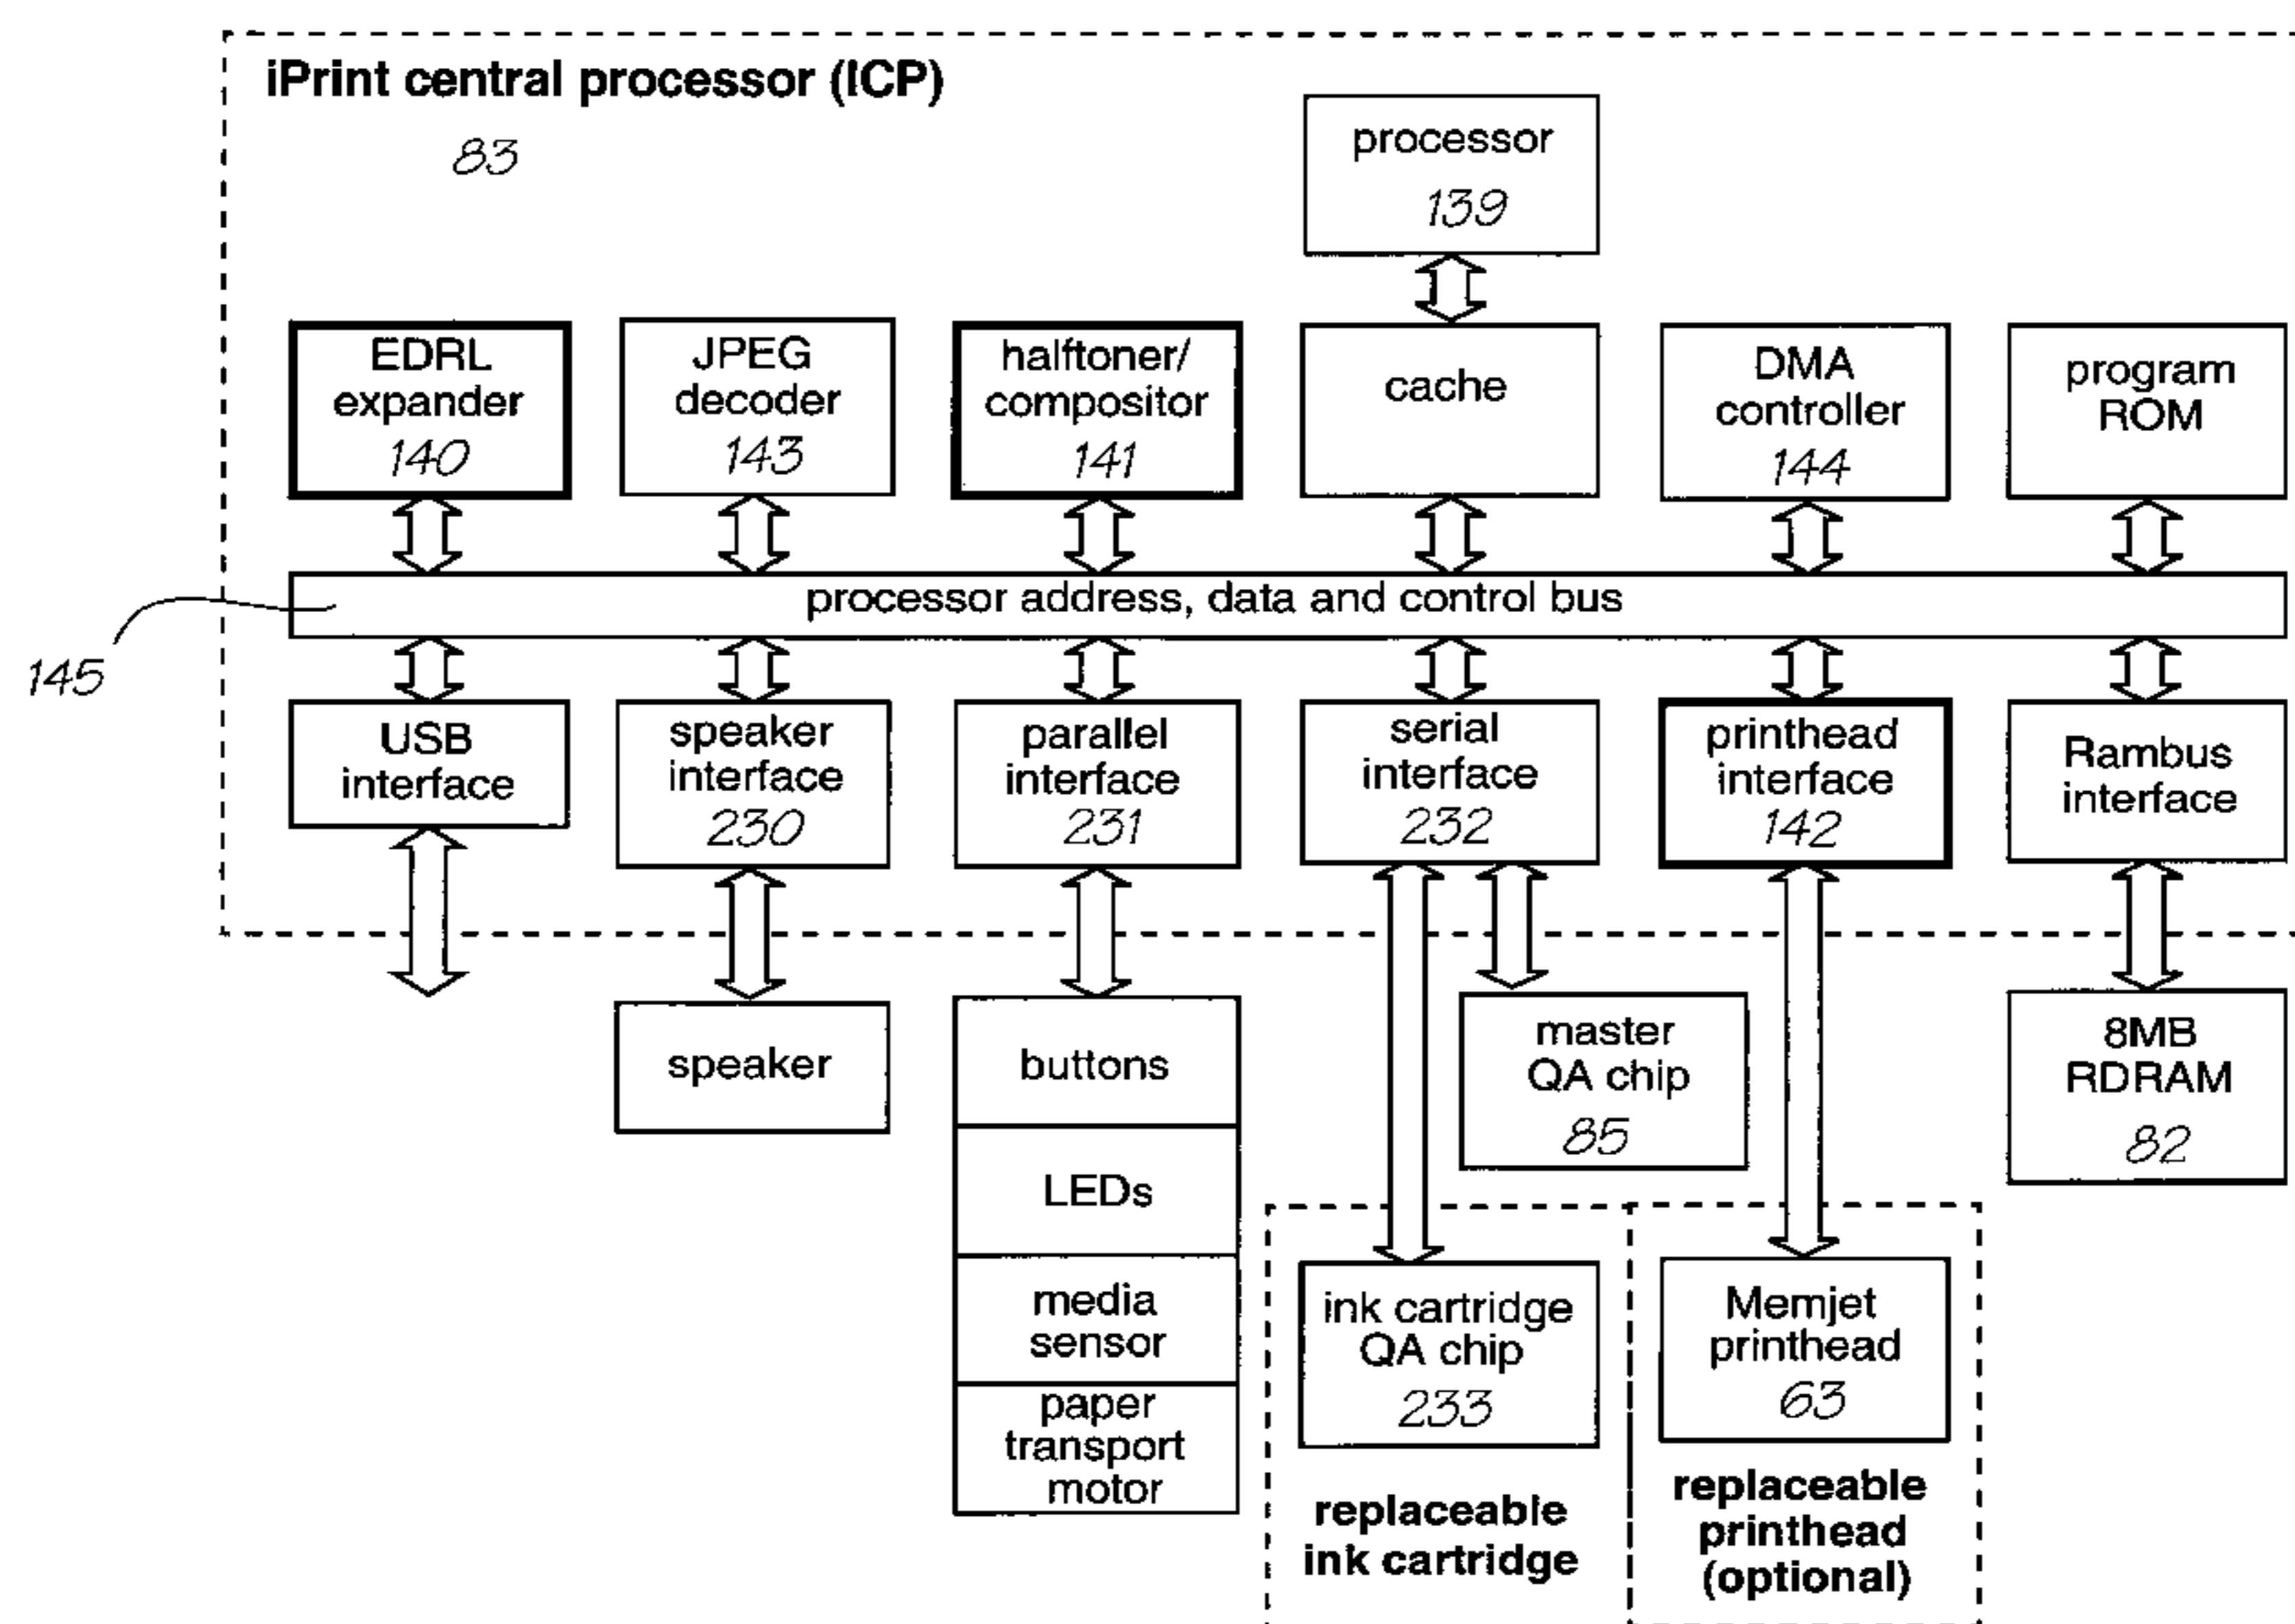 iPrint central processor (ICP)
83
processor
139
EDRL
expander
140
JPEG
decoder
143
halftoner/
compositor
141
cache
DMA
controller
144
program
ROM
processor address, data and control bus
145
USB
interface
speaker
interface
230
parallel
interface
231
serial
interface
232
printhead
interface
142
Rambus
interface
speaker
buttons
LEDs
media
sensor
paper
transport
motor
master
QA chip
85
8MB
RDRAM
82
ink cartridge
QA chip
233
replaceable
ink cartridge
Memjet
printhead
63
replaceable
printhead
(optional)